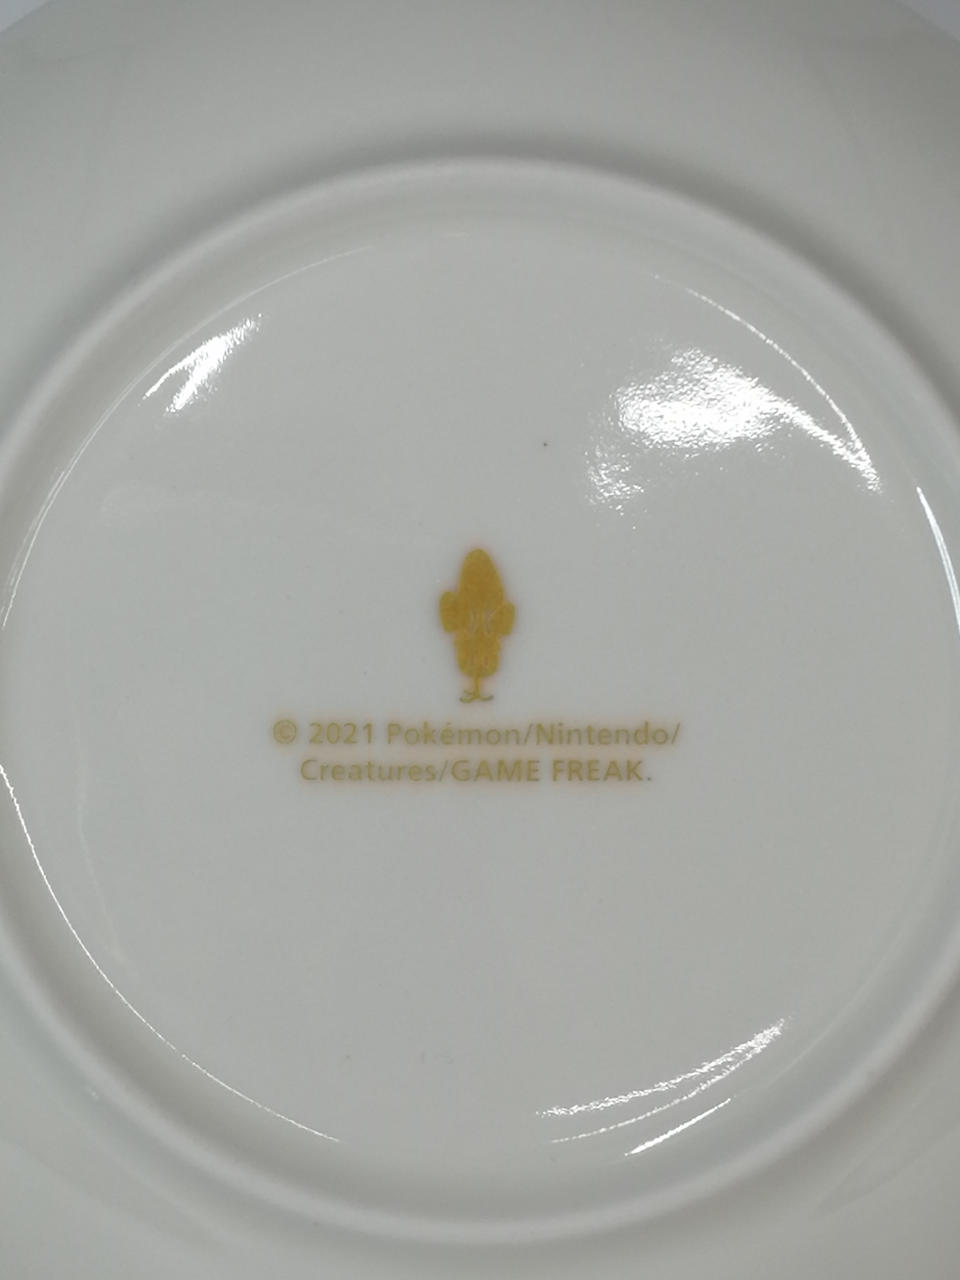 © 2021 Pokémon/Nintendo/
Creatures/GAME FREAK.